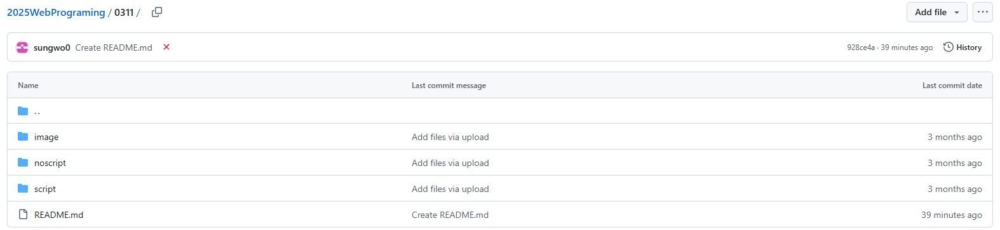 2025WebPrograming / 0311 /
Add file
sungwo0 Create README.md
928ce4a · 39 minutes ago
History
Name Last commit message Last commit date
..
image Add files via upload 3 months ago
noscript Add files via upload 3 months ago
script Add files via upload 3 months ago
README.md Create README.md 39 minutes ago